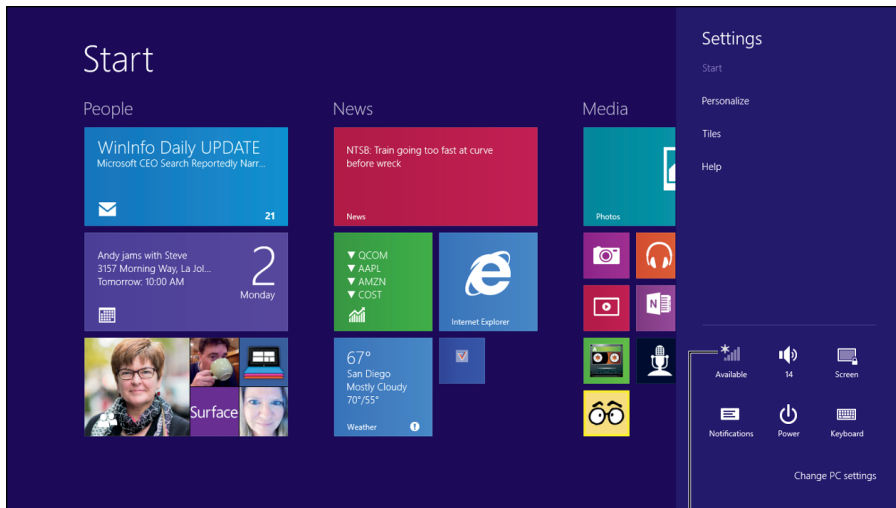 Start
People
WinInfo Daily UPDATE
Microsoft CEO Search Reportedly Narr...
21
Andy jams with Steve
3157 Morning Way, La Jol...
Tomorrow: 10:00 AM
2
Monday
Surface
News
NTSB: Train going too fast at curve
before wreck
News
▼ QCOM
▼ AAPL
▼ AMZN
▼ COST
Internet Explorer
67°
San Diego
Mostly Cloudy
70°/55°
Weather
Media
Photos
Settings
Start
Personalize
Tiles
Help
Available
14
Screen
Notifications
Power
Keyboard
Change PC settings